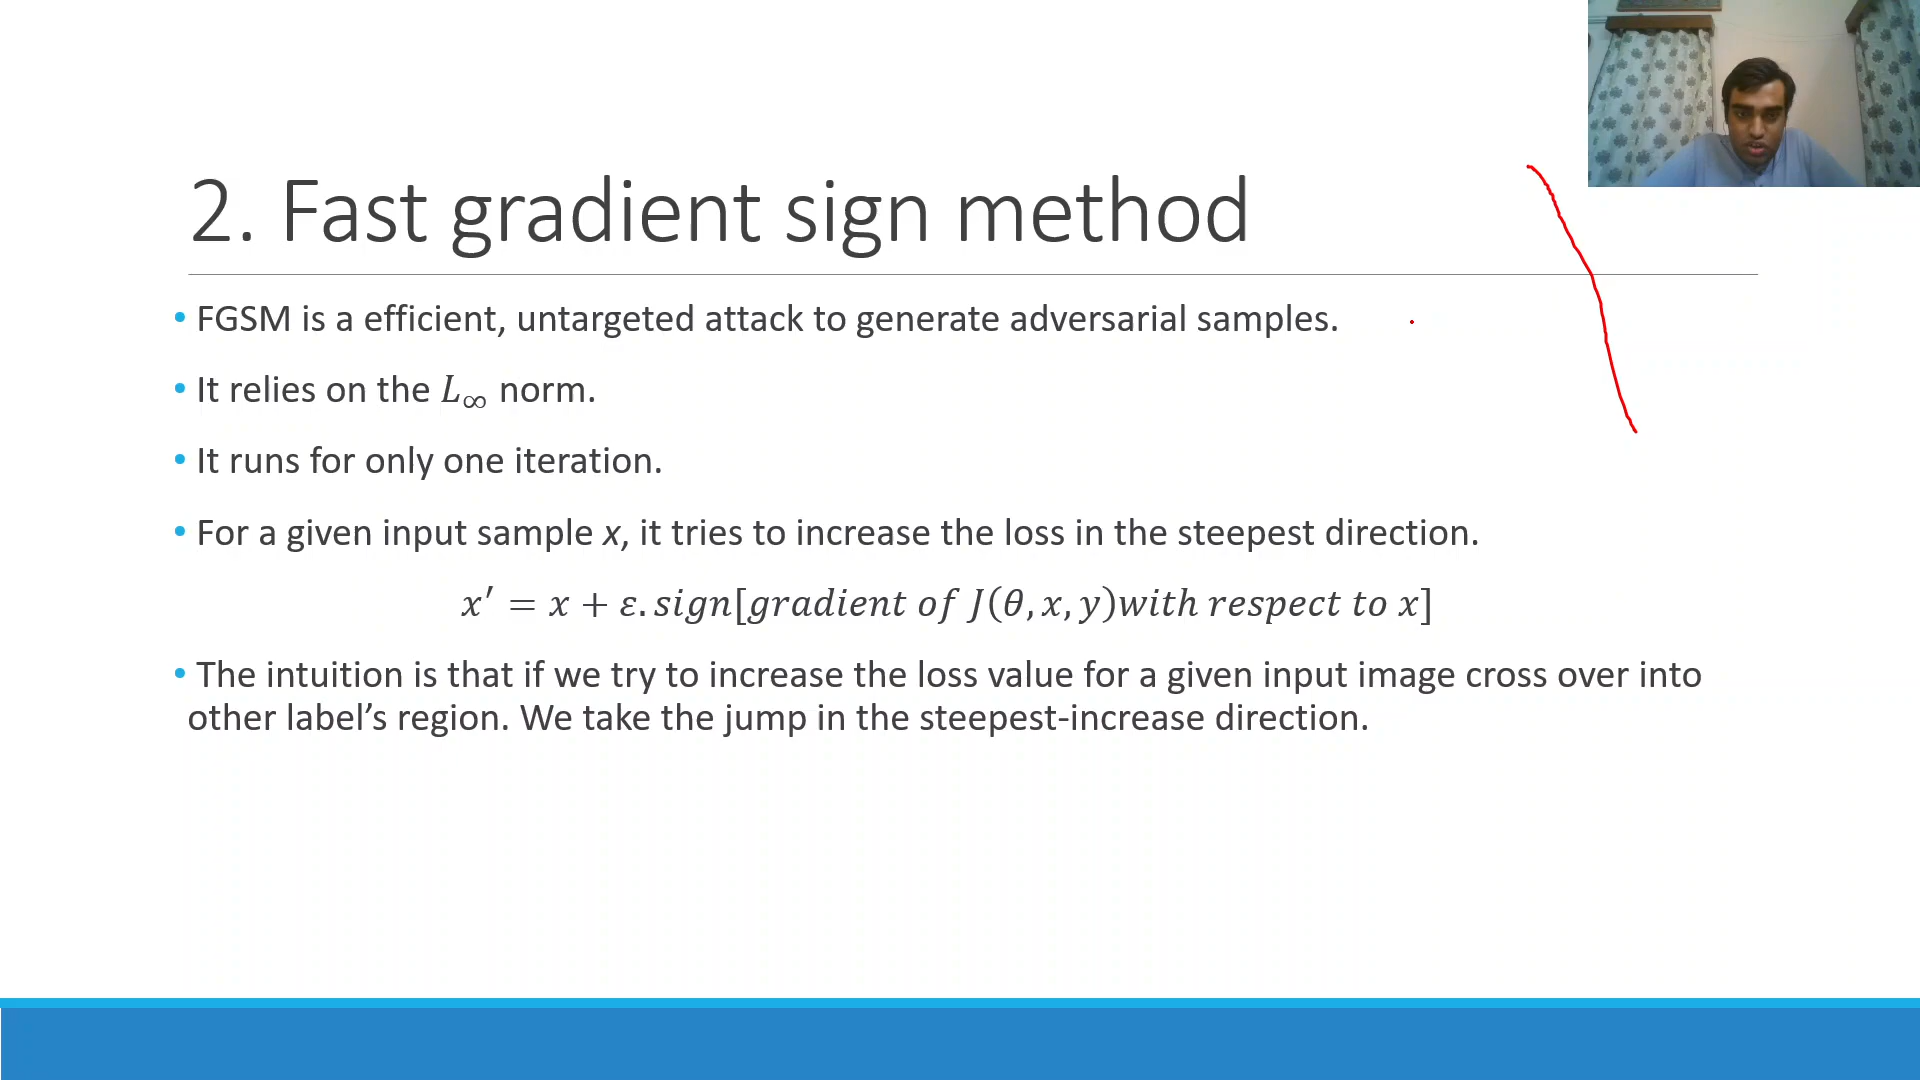 2. Fast gradient sign method
• FGSM is a efficient, untargeted attack to generate adversarial samples.
• It relies on the L∞ norm.
• It runs for only one iteration.
• For a given input sample x, it tries to increase the loss in the steepest direction.
x′ = x + ε. sign[gradient of J(θ, x, y)with respect to x]
• The intuition is that if we try to increase the loss value for a given input image cross over into
other label’s region. We take the jump in the steepest-increase direction.